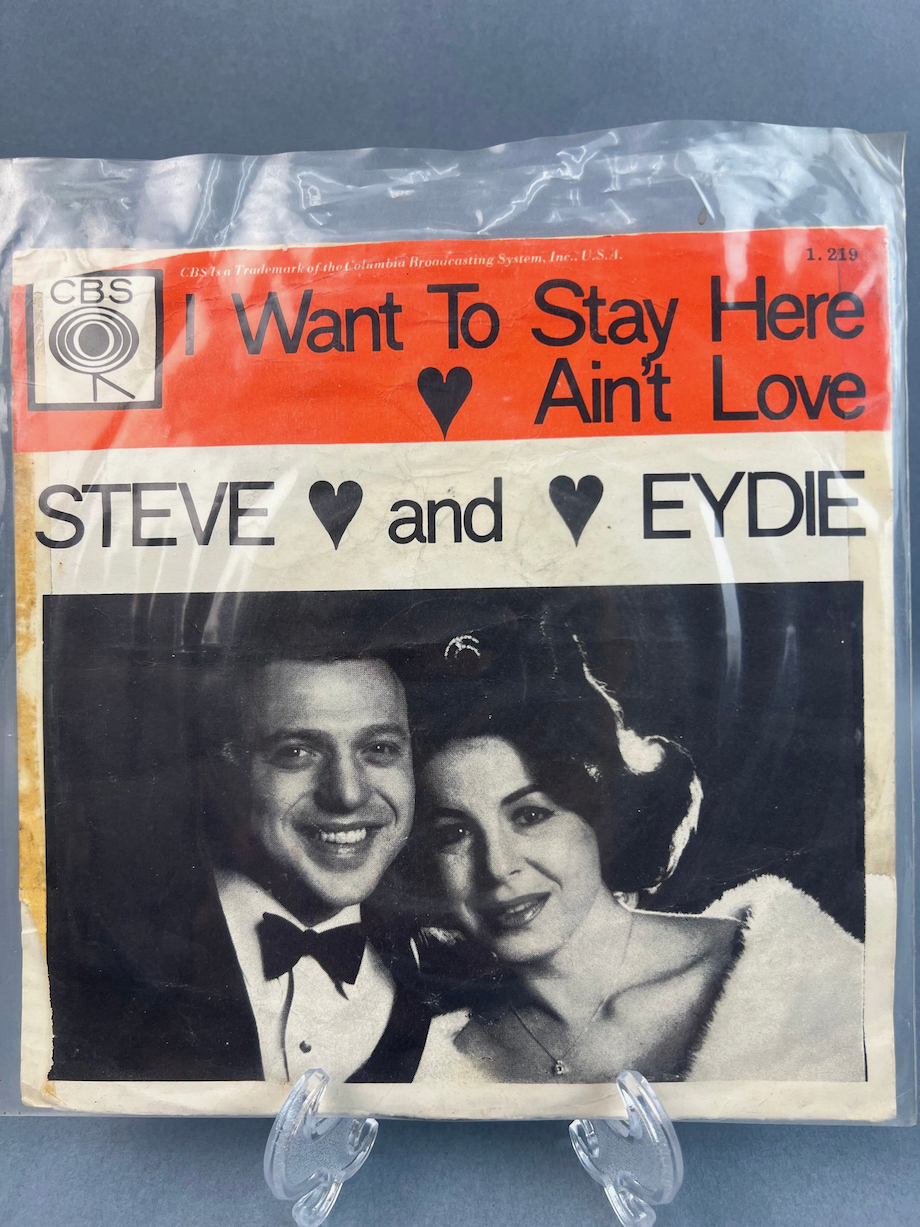 CBS Is a Trademark of the Columbia Broadcasting System, Inc., U.S.A.
1. 219
CBS
I Want To Stay Here
♥ Ain't Love
STEVE ♥ and ♥ EYDIE